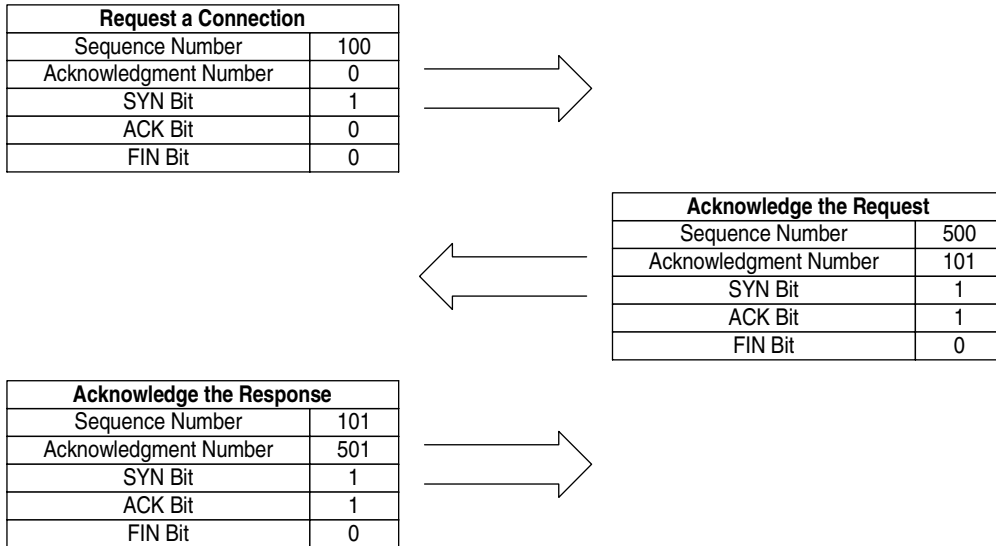 Request a Connection
Sequence Number 100
Acknowledgment Number 0
SYN Bit 1
ACK Bit 0
FIN Bit 0
Acknowledge the Request
Sequence Number 500
Acknowledgment Number 101
SYN Bit 1
ACK Bit 1
FIN Bit 0
Acknowledge the Response
Sequence Number 101
Acknowledgment Number 501
SYN Bit 1
ACK Bit 1
FIN Bit 0